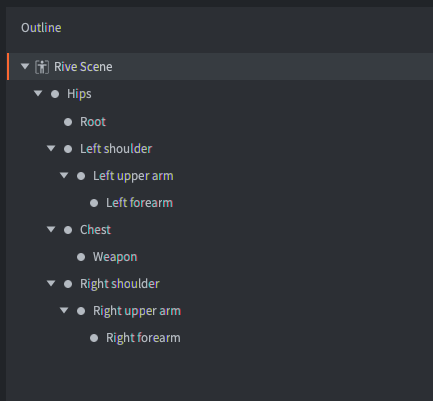 Outline
Rive Scene
Hips
Root
Left shoulder
Left upper arm
Left forearm
Chest
Weapon
Right shoulder
Right upper arm
Right forearm